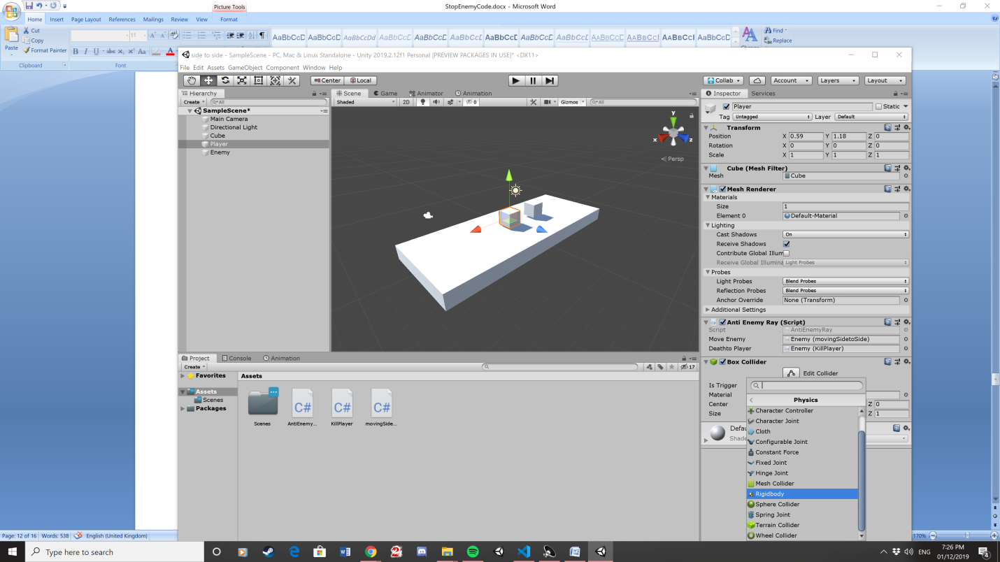 StopEnemyCode.docx - Microsoft Word
Picture Tools
Home Insert Page Layout References Mailings Review View Format
Cut
Copy
Format Painter
Paste
11
B I U abc x₂ x² Aa
AaBbCcD AaBbCcD AaBbCcDd AaBbCcD AaBbCcD AaBbCcD AaBbCcD AaBbCcD AaBbCcD AaBbCcD AaBbCcD AaBbCcD AaBbCcD
Find
Replace
Change
Clipboard Font
side to side - SampleScene - PC, Mac & Linux Standalone - Unity 2019.2.12f1 Personal [PREVIEW PACKAGES IN USE]* <DX11>
File Edit Assets GameObject Component Window Help
Center Local
Collab Account Layers Layout
Hierarchy
Create All
SampleScene*
Main Camera
Directional Light
Cube
Player
Enemy
Scene Game Animator Animation
Shaded 2D 0 Gizmos All
y
x z
Persp
Inspector Services
Player Static
Tag Untagged Layer Default
Transform
Position X 0.59 Y 1.18 Z 0
Rotation X 0 Y 0 Z 0
Scale X 1 Y 1 Z 1
Cube (Mesh Filter)
Mesh Cube
Mesh Renderer
Materials
Size 1
Element 0 Default-Material
Lighting
Cast Shadows On
Receive Shadows
Contribute Global Illum
Receive Global Illumina Light Probes
Probes
Light Probes Blend Probes
Reflection Probes Blend Probes
Anchor Override None (Transform)
Additional Settings
Anti Enemy Ray (Script)
Script AntiEnemyRay
Move Enemy Enemy (movingSidetoSide)
Deathto Player Enemy (KillPlayer)
Box Collider
Edit Collider
Is Trigger
Material
Center Z 0
Size Z 1
Defau
Shade
Physics
Character Controller
Character Joint
Cloth
Configurable Joint
Constant Force
Fixed Joint
Hinge Joint
Mesh Collider
Rigidbody
Sphere Collider
Spring Joint
Terrain Collider
Wheel Collider
Project Console Animation
Create 17
Favorites
Assets
Scenes
Packages
Assets
C# C# C#
Scenes AntiEnemy... KillPlayer movingSide...
Page: 12 of 16 Words: 538 English (United Kingdom)
170%
Type here to search
ENG
7:26 PM
01/12/2019
4